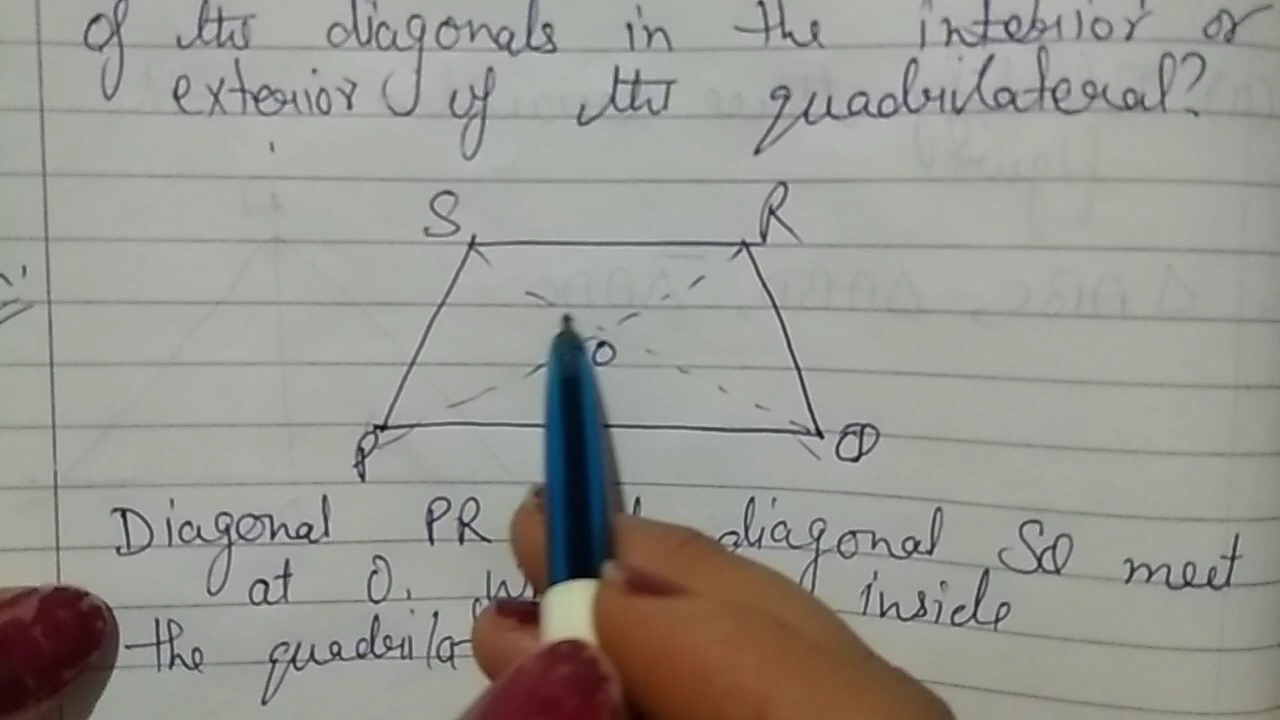 of the diagonals in the interior or
exterior of the quadrilateral?
S
R
O
P
Q
Diagonal PR diagonal SQ meet
at O, inside
the quadrila